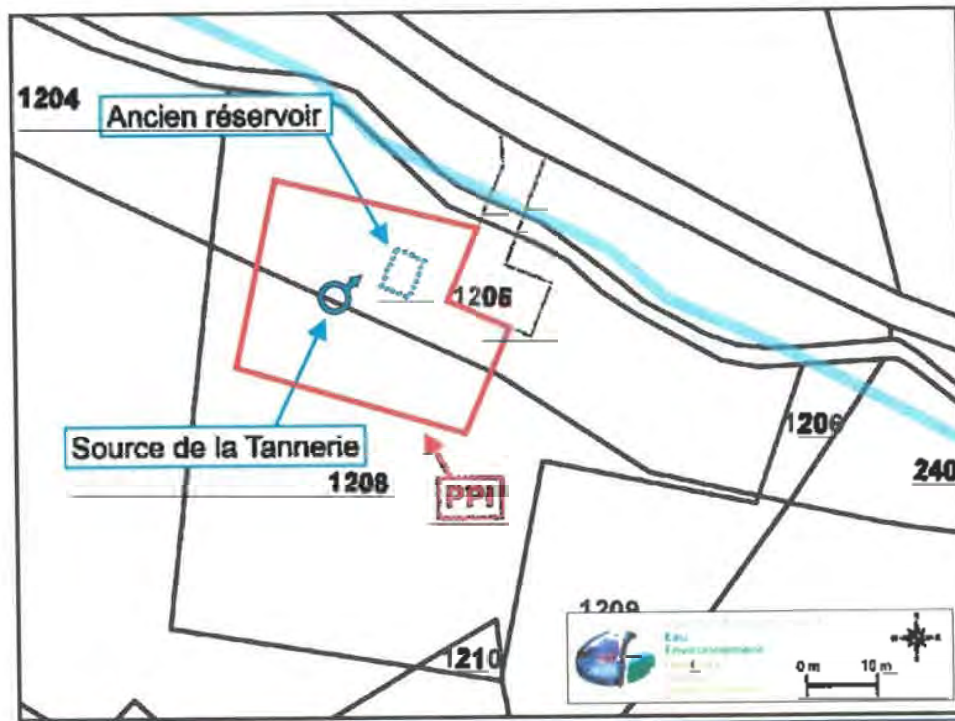 1204
Ancien réservoir
1205
Source de la Tannerie
1208
PPI
1206
240
1209
1210
Eau
Environnement
0 m 10 m